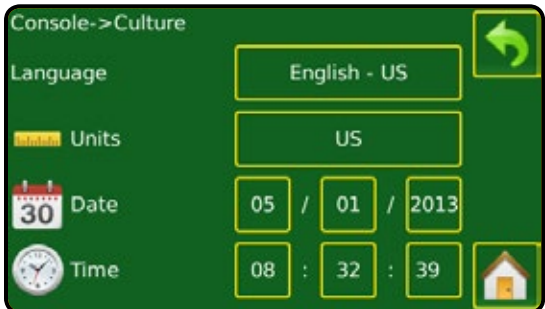 Console->Culture
Language English - US
Units US
30 Date 05 / 01 / 2013
Time 08 : 32 : 39